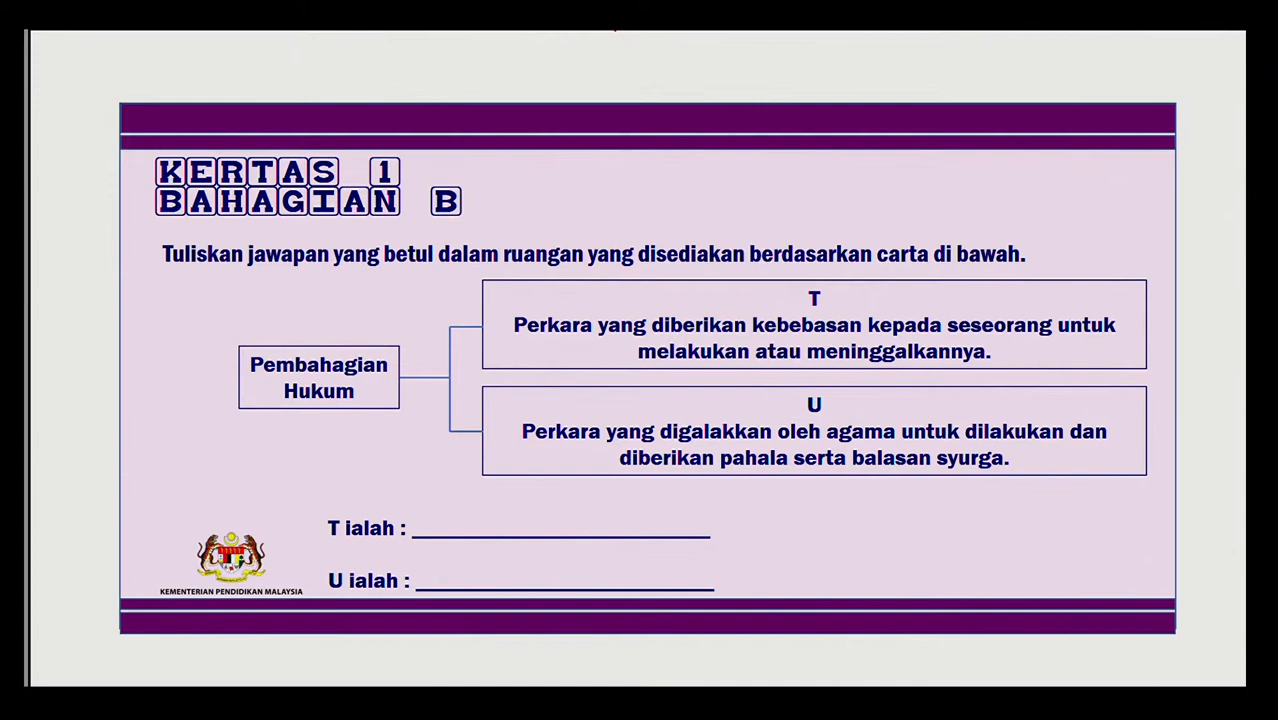 KERTAS 1
BAHAGIAN B
Tuliskan jawapan yang betul dalam ruangan yang disediakan berdasarkan carta di bawah.
Pembahagian
Hukum
T
Perkara yang diberikan kebebasan kepada seseorang untuk
melakukan atau meninggalkannya.
U
Perkara yang digalakkan oleh agama untuk dilakukan dan
diberikan pahala serta balasan syurga.
T ialah : ____________________
U ialah : ____________________
KEMENTERIAN PENDIDIKAN MALAYSIA